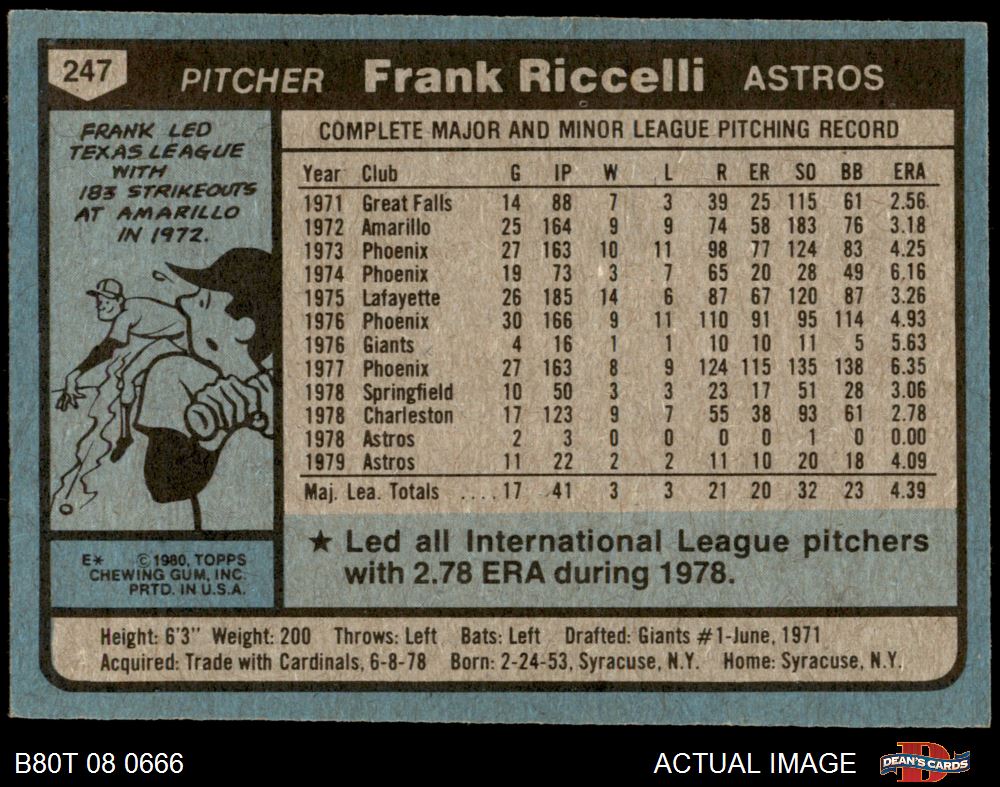 247 PITCHER Frank Riccelli ASTROS
FRANK LED
TEXAS LEAGUE
WITH
183 STRIKEOUTS
AT AMARILLO
IN 1972.
COMPLETE MAJOR AND MINOR LEAGUE PITCHING RECORD
Year Club G IP W L R ER SO BB ERA
1971 Great Falls 14 88 7 3 39 25 115 61 2.56
1972 Amarillo 25 164 9 9 74 58 183 76 3.18
1973 Phoenix 27 163 10 11 98 77 124 83 4.25
1974 Phoenix 19 73 3 7 65 20 28 49 6.16
1975 Lafayette 26 185 14 6 87 67 120 87 3.26
1976 Phoenix 30 166 9 11 110 91 95 114 4.93
1976 Giants 4 16 1 1 10 10 11 5 5.63
1977 Phoenix 27 163 8 9 124 115 135 138 6.35
1978 Springfield 10 50 3 3 23 17 51 28 3.06
1978 Charleston 17 123 9 7 55 38 93 61 2.78
1978 Astros 2 3 0 0 0 0 1 0 0.00
1979 Astros 11 22 2 2 11 10 20 18 4.09
Maj. Lea. Totals ....17 41 3 3 21 20 32 23 4.39
★ Led all International League pitchers
with 2.78 ERA during 1978.
E* © 1980, TOPPS
CHEWING GUM, INC.
PRTD. IN U.S.A.
Height: 6'3" Weight: 200 Throws: Left Bats: Left Drafted: Giants #1-June, 1971
Acquired: Trade with Cardinals, 6-8-78 Born: 2-24-53, Syracuse, N.Y. Home: Syracuse, N.Y.
B80T 08 0666 ACTUAL IMAGE DEAN'S CARDS